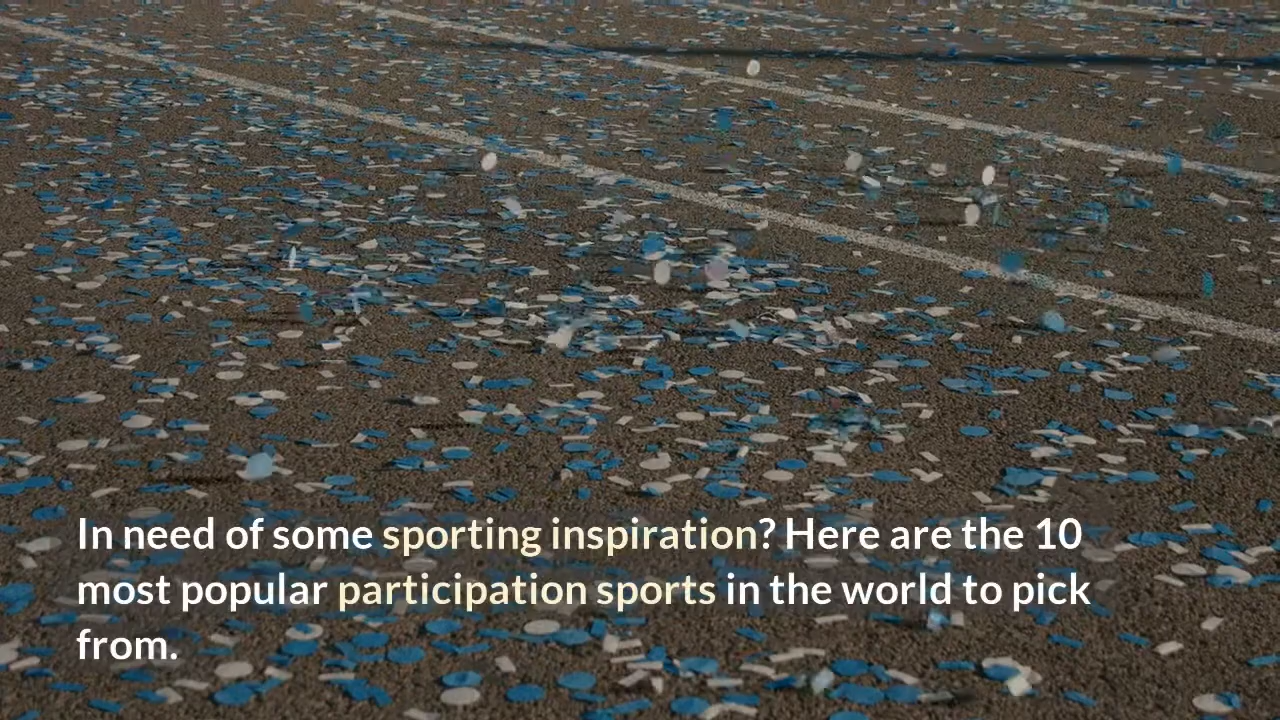 In need of some sporting inspiration? Here are the 10
most popular participation sports in the world to pick
from.